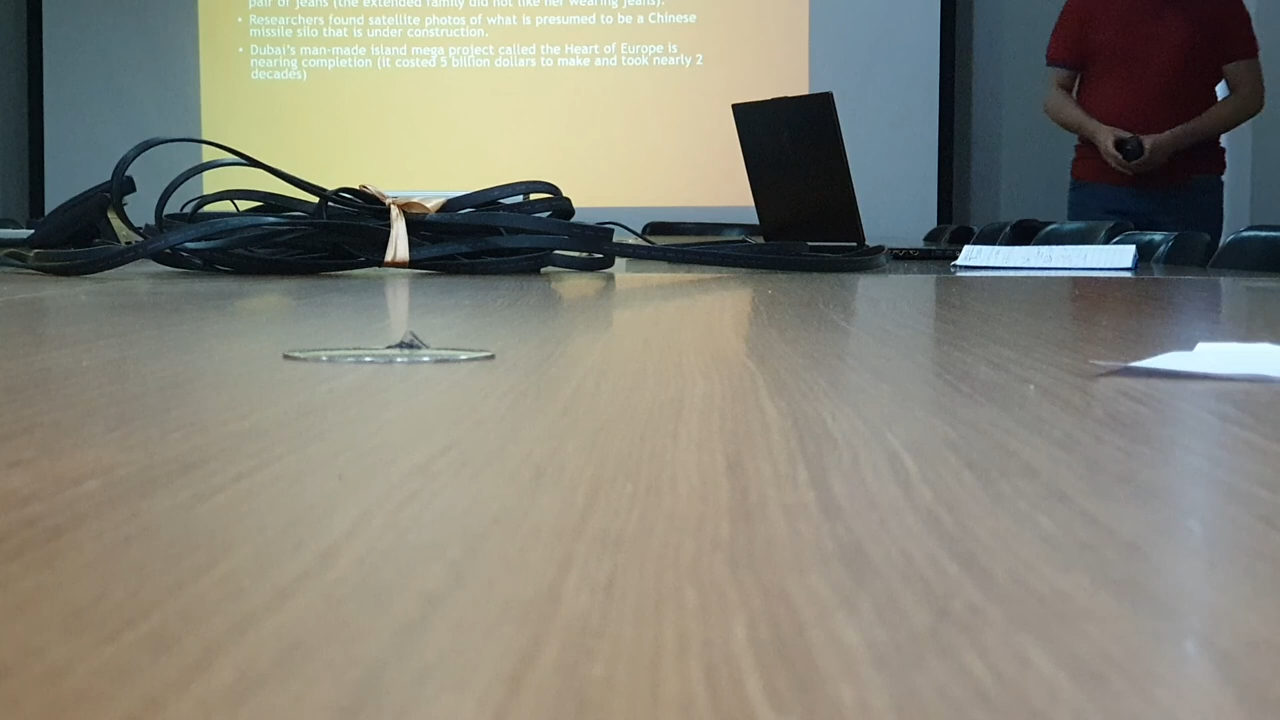 pair of jeans (the extended family did not like her wearing jeans).
• Researchers found satellite photos of what is presumed to be a Chinese
missile silo that is under construction.
• Dubai's man-made island mega project called the Heart of Europe is
nearing completion (it costed 5 billion dollars to make and took nearly 2
decades)